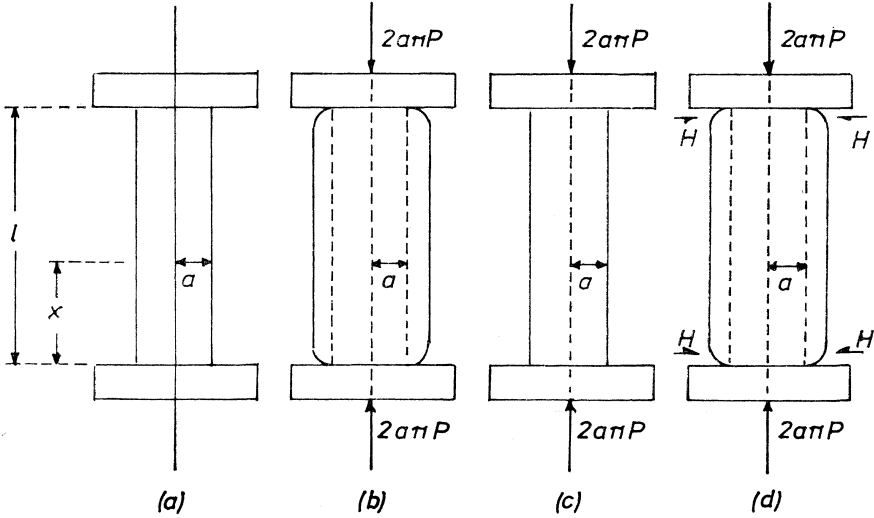 2aπP 2aπP 2aπP
H H
l
a a a a
x
H H
2aπP 2aπP 2aπP
(a) (b) (c) (d)